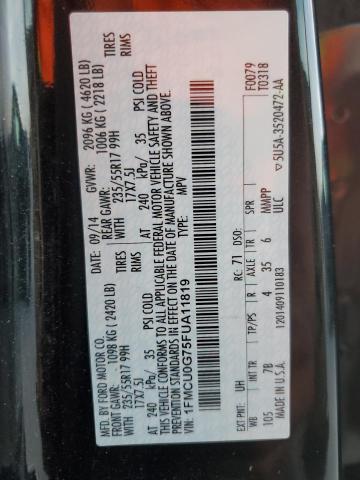 MFD. BY FORD MOTOR CO.
DATE: 09/14 GVWR: 2096 KG ( 4620 LB)
FRONT GAWR: 1098 KG ( 2420 LB) 1006 KG ( 2218 LB)
WITH 235/55R17 99H TIRES WITH 235/55R17 99H TIRES
17X7.5J RIMS 17X7.5J RIMS
AT 240 kPa/ 35 PSI COLD AT 240 kPa/ 35 PSI COLD
THIS VEHICLE CONFORMS TO ALL APPLICABLE FEDERAL MOTOR VEHICLE SAFETY AND THEFT
PREVENTION STANDARDS IN EFFECT ON THE DATE OF MANUFACTURE SHOWN ABOVE.
VIN: 1FMCU0G75FUA11819 TYPE: MPV
F0079
T0318
EXT PNT: UH RC: 71 DSO:
WB TR TP/PS R AXLE TR SPR
105 7B 4 35 6 MMPP ULC
MADE IN U.S.A. 1201409110183 5U5A-3520472-AA